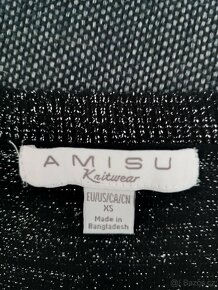 AMISU
Knitwear
EU/US/CA/CN
XS
Made in
Bangladesh